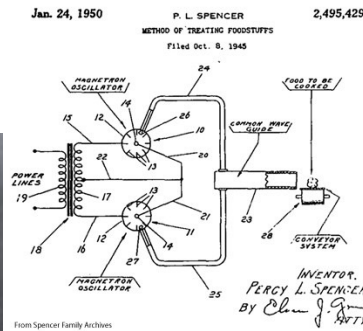 Jan. 24, 1950
P. L. SPENCER
2,495,429
METHOD OF TREATING FOODSTUFFS
Filed Oct. 8, 1945
24
MAGNETRON
OSCILLATOR
FOOD TO BE
COOKED
14
26
15
12
10
COMMON WAVE
GUIDE
13
20
22
POWER
LINES
19
17
13
21
23
28
18
16
12
11
14
CONVEYOR
SYSTEM
27
MAGNETRON
OSCILLATOR
25
INVENTOR.
PERCY L. SPENCER
BY
From Spencer Family Archives